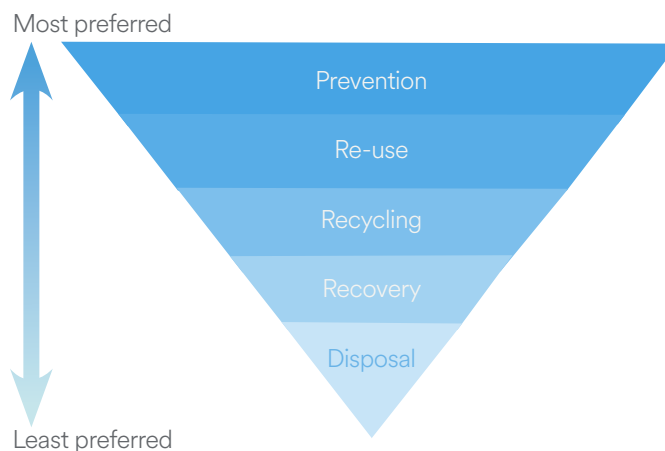 Most preferred
Prevention
Re-use
Recycling
Recovery
Disposal
Least preferred